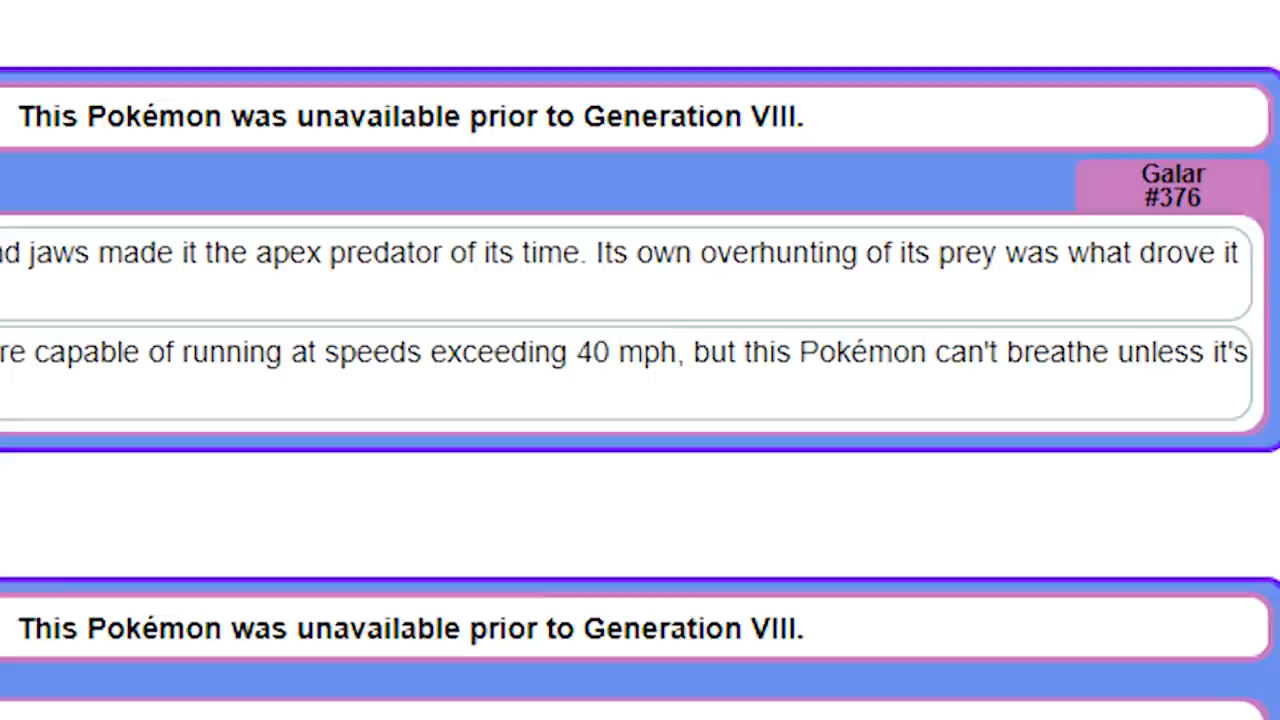 This Pokémon was unavailable prior to Generation VIII.
Galar
#376
jaws made it the apex predator of its time. Its own overhunting of its prey was what drove it
capable of running at speeds exceeding 40 mph, but this Pokémon can't breathe unless it's
This Pokémon was unavailable prior to Generation VIII.